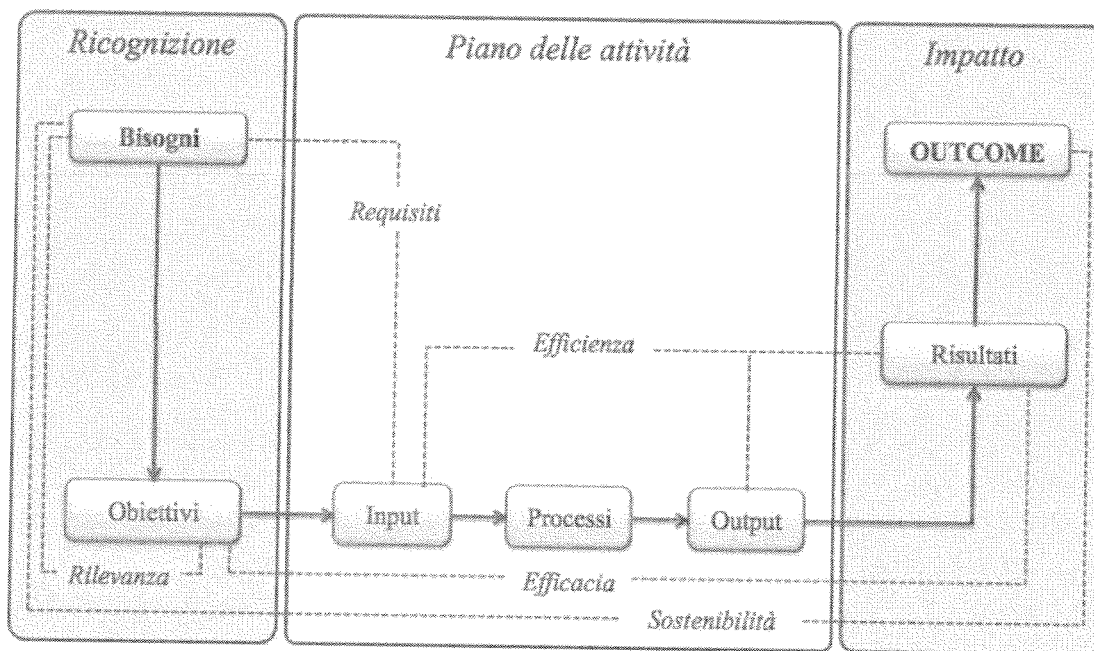 Ricognizione
Piano delle attività
Impatto
Bisogni
OUTCOME
Requisiti
Efficienza
Risultati
Obiettivi
Input
Processi
Output
Rilevanza
Efficacia
Sostenibilità